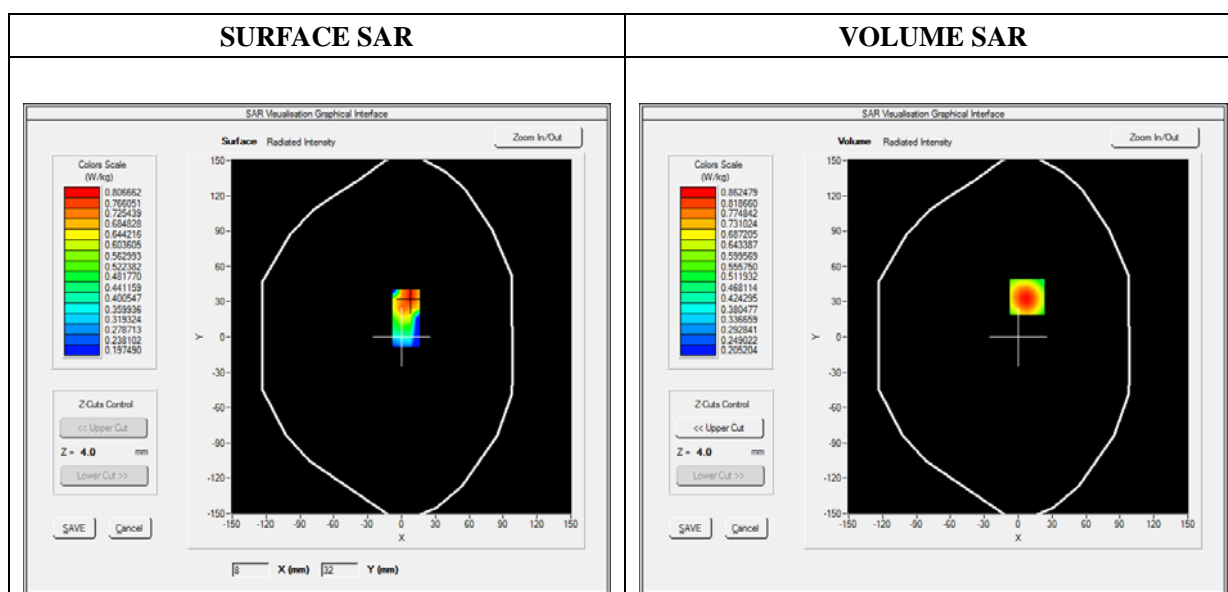 SURFACE SAR
VOLUME SAR
SAR Visualisation Graphical Interface
Surface Radiated Intensity
Zoom In/Out
Colors Scale
(W/kg)
0.806662
0.766051
0.725439
0.684828
0.644216
0.603605
0.562993
0.522382
0.481770
0.441159
0.400547
0.359936
0.319324
0.278713
0.238102
0.197490
Z-Cuts Control
<< Upper Cut
Z = 4.0 mm
Lower Cut >>
SAVE Cancel
150
120
90
60
30
0
-30
-60
-90
-120
-150
Y
-150 -120 -90 -60 -30 0 30 60 90 120 150
X
8 X (mm) 32 Y (mm)
SAR Visualisation Graphical Interface
Volume Radiated Intensity
Zoom In/Out
Colors Scale
(W/kg)
0.862479
0.818660
0.774842
0.731024
0.687205
0.643387
0.599569
0.555750
0.511932
0.468114
0.424295
0.380477
0.336659
0.292841
0.249022
0.205204
Z-Cuts Control
<< Upper Cut
Z = 4.0 mm
Lower Cut >>
SAVE Cancel
150
120
90
60
30
0
-30
-60
-90
-120
-150
Y
-150 -120 -90 -60 -30 0 30 60 90 120 150
X